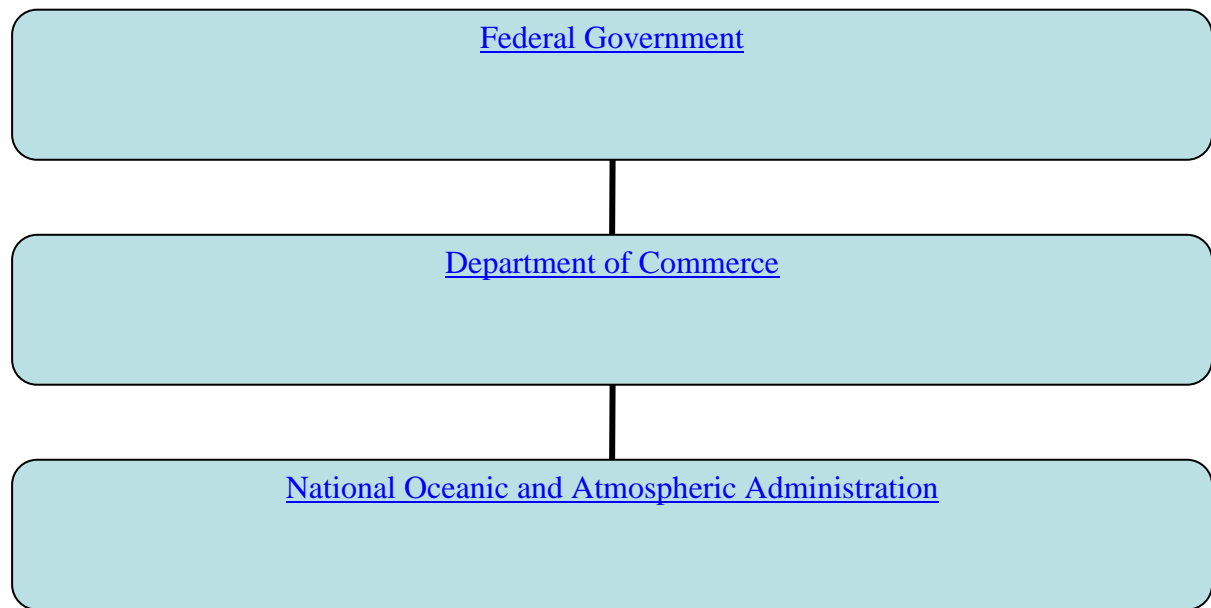 Federal Government
Department of Commerce
National Oceanic and Atmospheric Administration